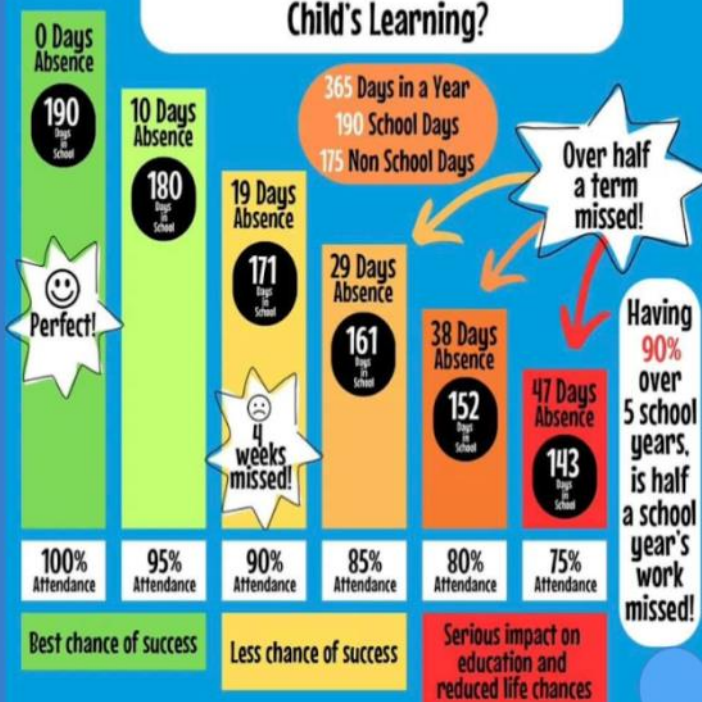 Child's Learning?
365 Days in a Year
190 School Days
175 Non School Days
0 Days
Absence
190
Days
in
School
Perfect!
10 Days
Absence
180
Days
in
School
19 Days
Absence
171
Days
in
School
4
weeks
missed!
29 Days
Absence
161
Days
in
School
38 Days
Absence
152
Days
in
School
47 Days
Absence
143
Days
in
School
Over half
a term
missed!
Having
90%
over
5 school
years,
is half
a school
year's
work
missed!
100%
Attendance
95%
Attendance
90%
Attendance
85%
Attendance
80%
Attendance
75%
Attendance
Best chance of success
Less chance of success
Serious impact on
education and
reduced life chances